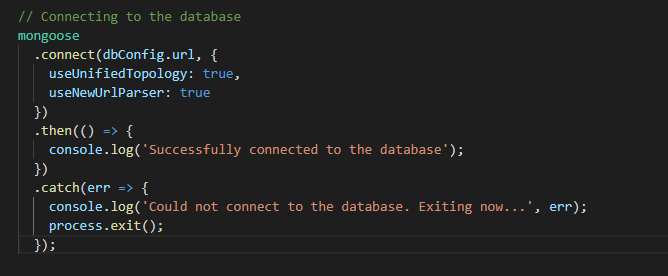 // Connecting to the database
mongoose
  .connect(dbConfig.url, {
    useUnifiedTopology: true,
    useNewUrlParser: true
  })
  .then(() => {
    console.log('Successfully connected to the database');
  })
  .catch(err => {
    console.log('Could not connect to the database. Exiting now...', err);
    process.exit();
  });